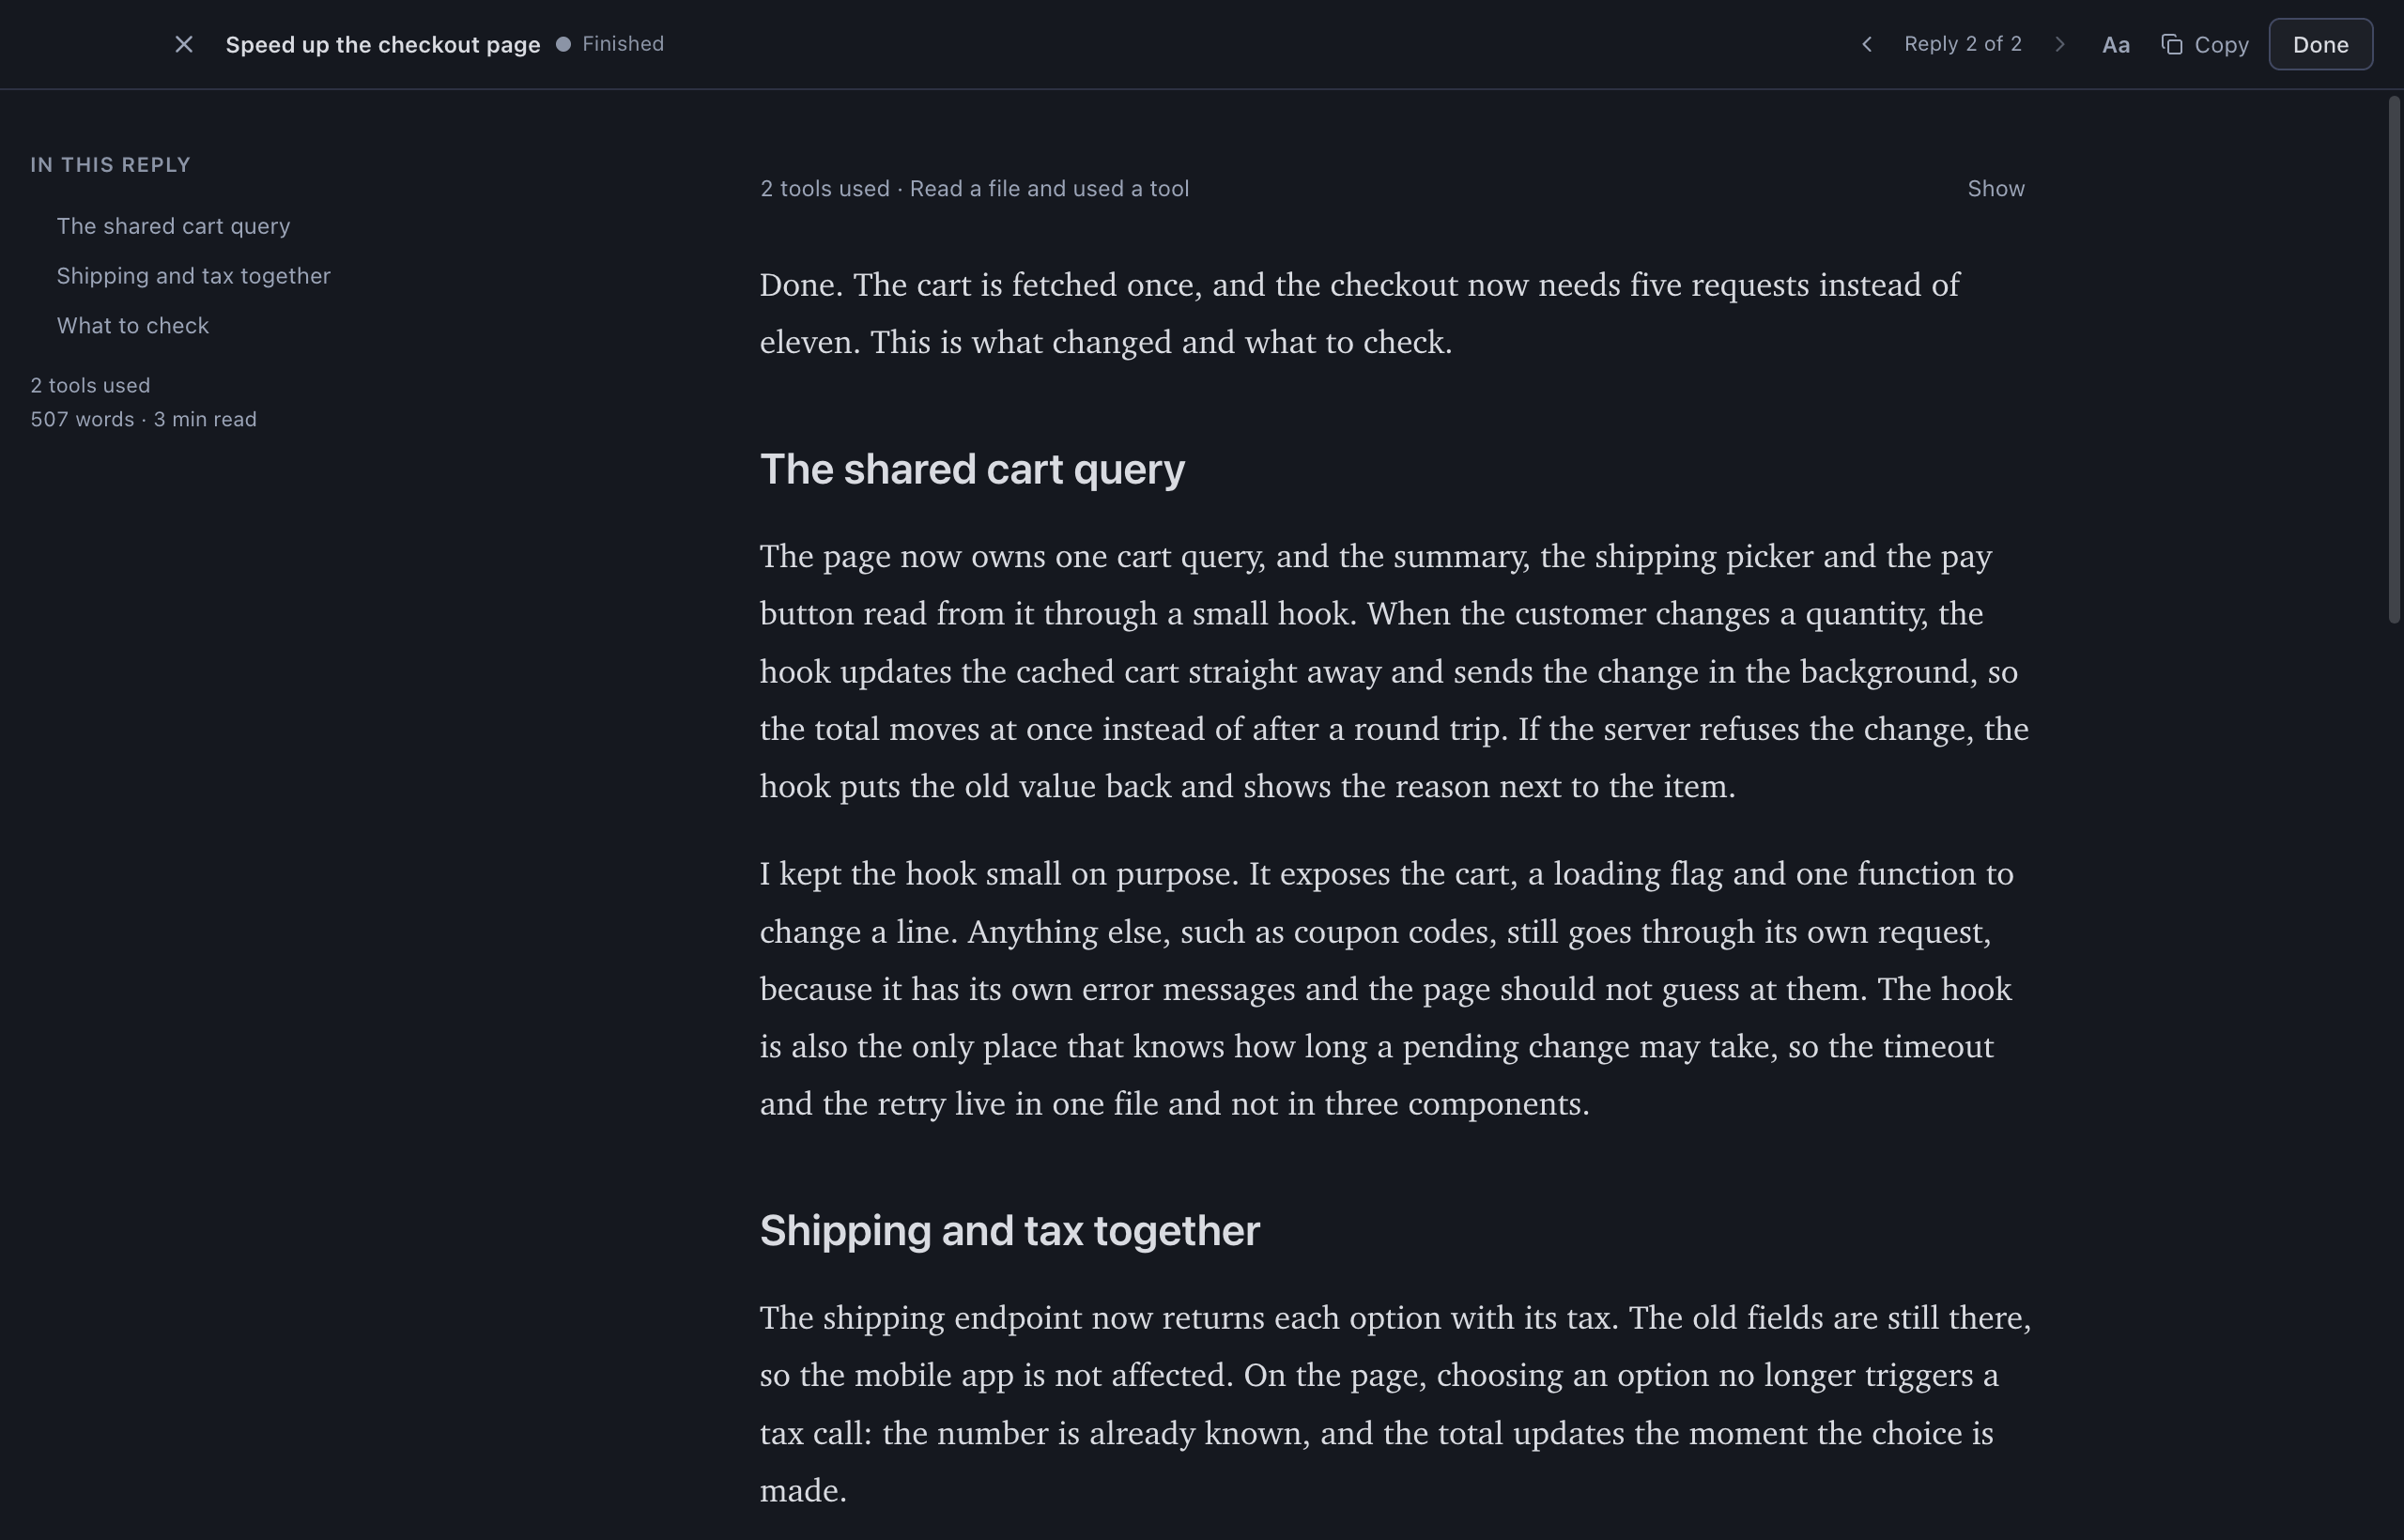 Speed up the checkout page
Finished
Reply 2 of 2
Aa
Copy
Done
IN THIS REPLY
The shared cart query
Shipping and tax together
What to check
2 tools used
507 words · 3 min read
2 tools used · Read a file and used a tool
Show
Done. The cart is fetched once, and the checkout now needs five requests instead of
eleven. This is what changed and what to check.
The shared cart query
The page now owns one cart query, and the summary, the shipping picker and the pay
button read from it through a small hook. When the customer changes a quantity, the
hook updates the cached cart straight away and sends the change in the background, so
the total moves at once instead of after a round trip. If the server refuses the change, the
hook puts the old value back and shows the reason next to the item.
I kept the hook small on purpose. It exposes the cart, a loading flag and one function to
change a line. Anything else, such as coupon codes, still goes through its own request,
because it has its own error messages and the page should not guess at them. The hook
is also the only place that knows how long a pending change may take, so the timeout
and the retry live in one file and not in three components.
Shipping and tax together
The shipping endpoint now returns each option with its tax. The old fields are still there,
so the mobile app is not affected. On the page, choosing an option no longer triggers a
tax call: the number is already known, and the total updates the moment the choice is
made.